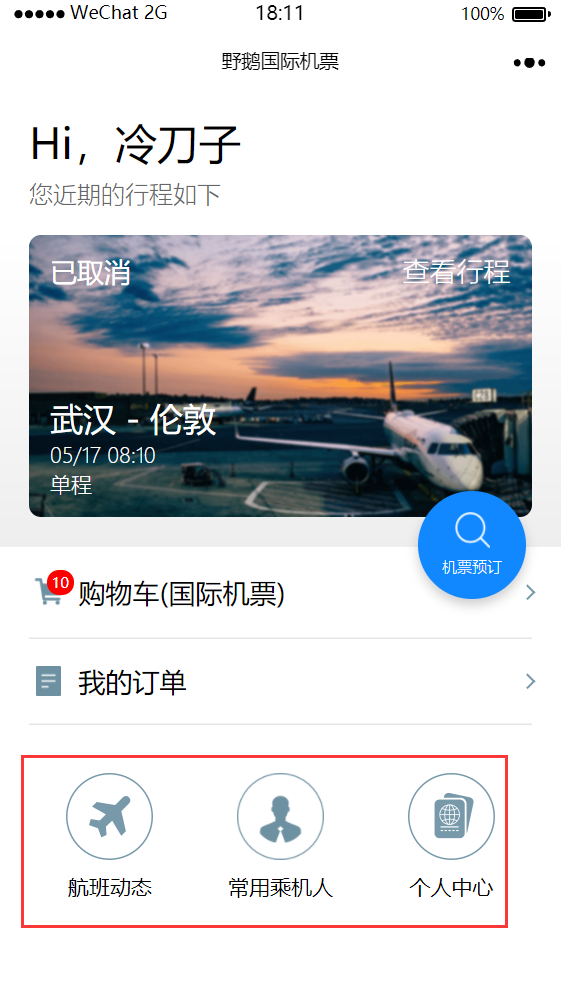 WeChat 2G 18:11 100%
野鹅国际机票
Hi，冷刀子
您近期的行程如下
已取消 查看行程
武汉 - 伦敦
05/17 08:10
单程
机票预订
10 购物车(国际机票)
我的订单
航班动态 常用乘机人 个人中心